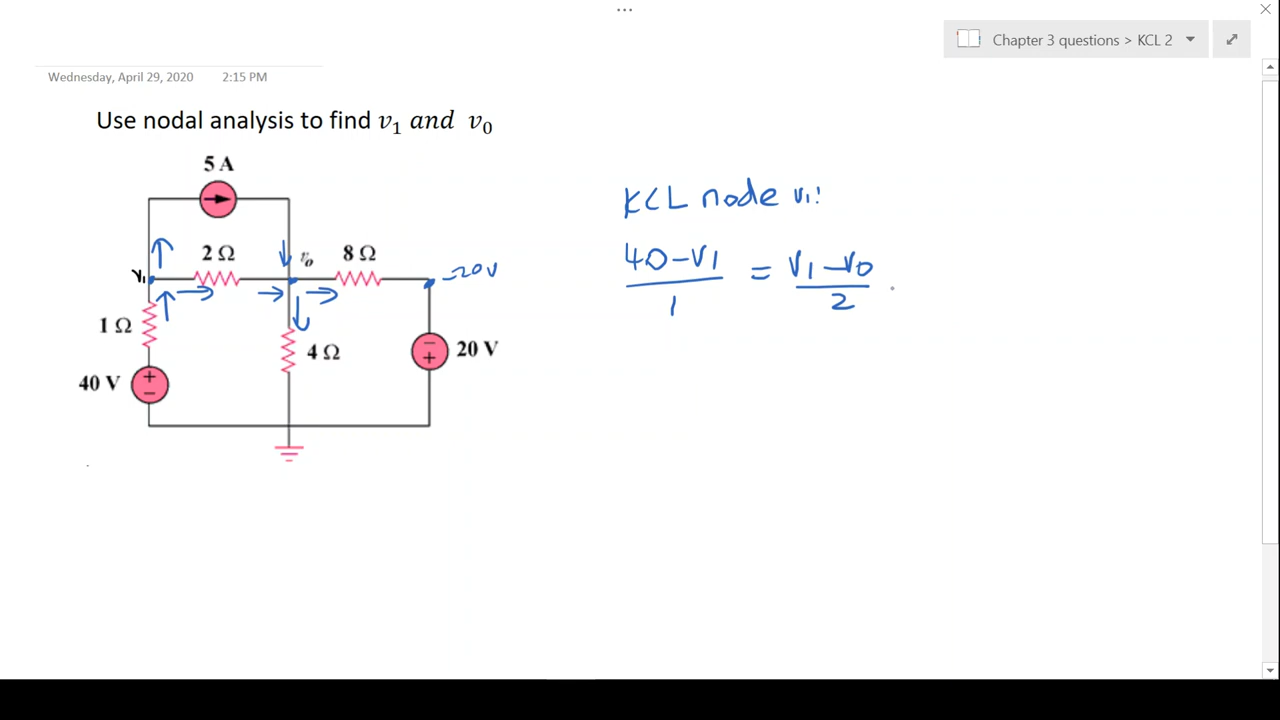 Chapter 3 questions > KCL 2
Wednesday, April 29, 2020 2:15 PM
Use nodal analysis to find v₁ and v₀
5 A
2 Ω
v₀
8 Ω
V₁
-20V
1 Ω
4 Ω
+
−
40 V
−
+
20 V
KCL node V₁:
40-V1
1
=
V1-V0
2